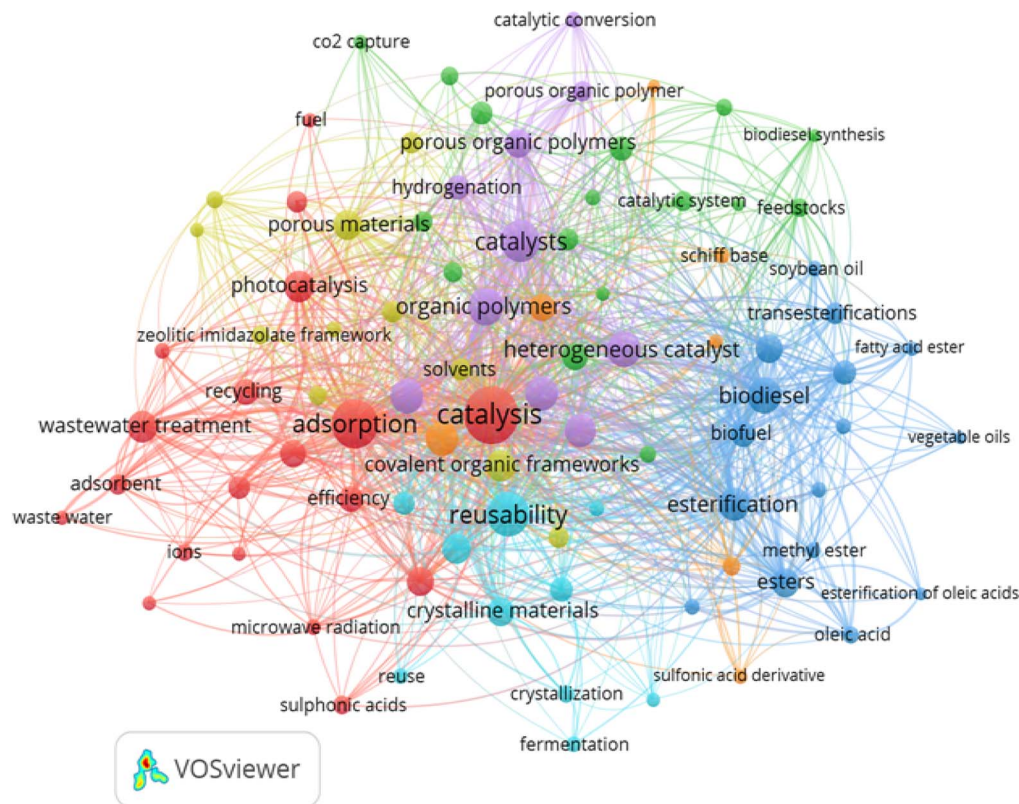 catalytic conversion
co2 capture
porous organic polymer
fuel
biodiesel synthesis
porous organic polymers
hydrogenation
catalytic system
feedstocks
porous materials
catalysts
schiff base
soybean oil
photocatalysis
organic polymers
transesterifications
zeolitic imidazolate framework
heterogeneous catalyst
fatty acid ester
solvents
recycling
biodiesel
catalysis
adsorption
wastewater treatment
biofuel
vegetable oils
covalent organic frameworks
adsorbent
efficiency
esterification
waste water
reusability
ions
methyl ester
esters
esterification of oleic acids
crystalline materials
microwave radiation
oleic acid
reuse
sulfonic acid derivative
crystallization
sulphonic acids
fermentation
VOSviewer